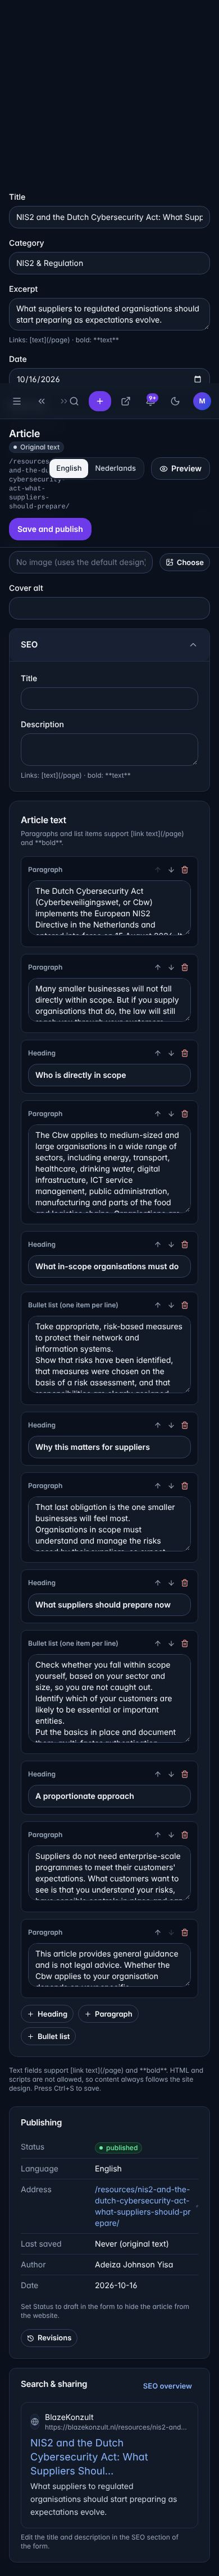 Title
NIS2 and the Dutch Cybersecurity Act: What Supp
Category
NIS2 & Regulation
Excerpt
What suppliers to regulated organisations should
start preparing as expectations evolve.
Links: [text](/page) · bold: **text**
Date
10/16/2026
9+
M
Article
Original text
/resources
and-the-du
cybersecurity
act-what-
suppliers-
should-prepare/
English
Nederlands
Preview
Save and publish
No image (uses the default design)
Choose
Cover alt
SEO
Title
Description
Links: [text](/page) · bold: **text**
Article text
Paragraphs and list items support [link text](/page)
and **bold**.
Paragraph
The Dutch Cybersecurity Act
(Cyberbeveiligingswet, or Cbw)
implements the European NIS2
Directive in the Netherlands and
Paragraph
Many smaller businesses will not fall
directly within scope. But if you supply
organisations that do, the law will still
Heading
Who is directly in scope
Paragraph
The Cbw applies to medium-sized and
large organisations in a wide range of
sectors, including energy, transport,
healthcare, drinking water, digital
infrastructure, ICT service
management, public administration,
manufacturing and parts of the food
Heading
What in-scope organisations must do
Bullet list (one item per line)
Take appropriate, risk-based measures
to protect their network and
information systems.
Show that risks have been identified,
that measures were chosen on the
basis of a risk assessment, and that
Heading
Why this matters for suppliers
Paragraph
That last obligation is the one smaller
businesses will feel most.
Organisations in scope must
understand and manage the risks
Heading
What suppliers should prepare now
Bullet list (one item per line)
Check whether you fall within scope
yourself, based on your sector and
size, so you are not caught out.
Identify which of your customers are
likely to be essential or important
entities.
Put the basics in place and document
Heading
A proportionate approach
Paragraph
Suppliers do not need enterprise-scale
programmes to meet their customers'
expectations. What customers want to
see is that you understand your risks,
Paragraph
This article provides general guidance
and is not legal advice. Whether the
Cbw applies to your organisation
Heading
Paragraph
Bullet list
Text fields support [link text](/page) and **bold**. HTML and
scripts are not allowed, so content always follows the site
design. Press Ctrl+S to save.
Publishing
Status
published
Language
English
Address
/resources/nis2-and-the-
dutch-cybersecurity-act-
what-suppliers-should-pr
epare/
Last saved
Never (original text)
Author
Adeiza Johnson Yisa
Date
2026-10-16
Set Status to draft in the form to hide the article from
the website.
Revisions
Search & sharing
SEO overview
BlazeKonzult
https://blazekonzult.nl/resources/nis2-and...
NIS2 and the Dutch
Cybersecurity Act: What
Suppliers Shoul...
What suppliers to regulated
organisations should start preparing as
expectations evolve.
Edit the title and description in the SEO section of
the form.